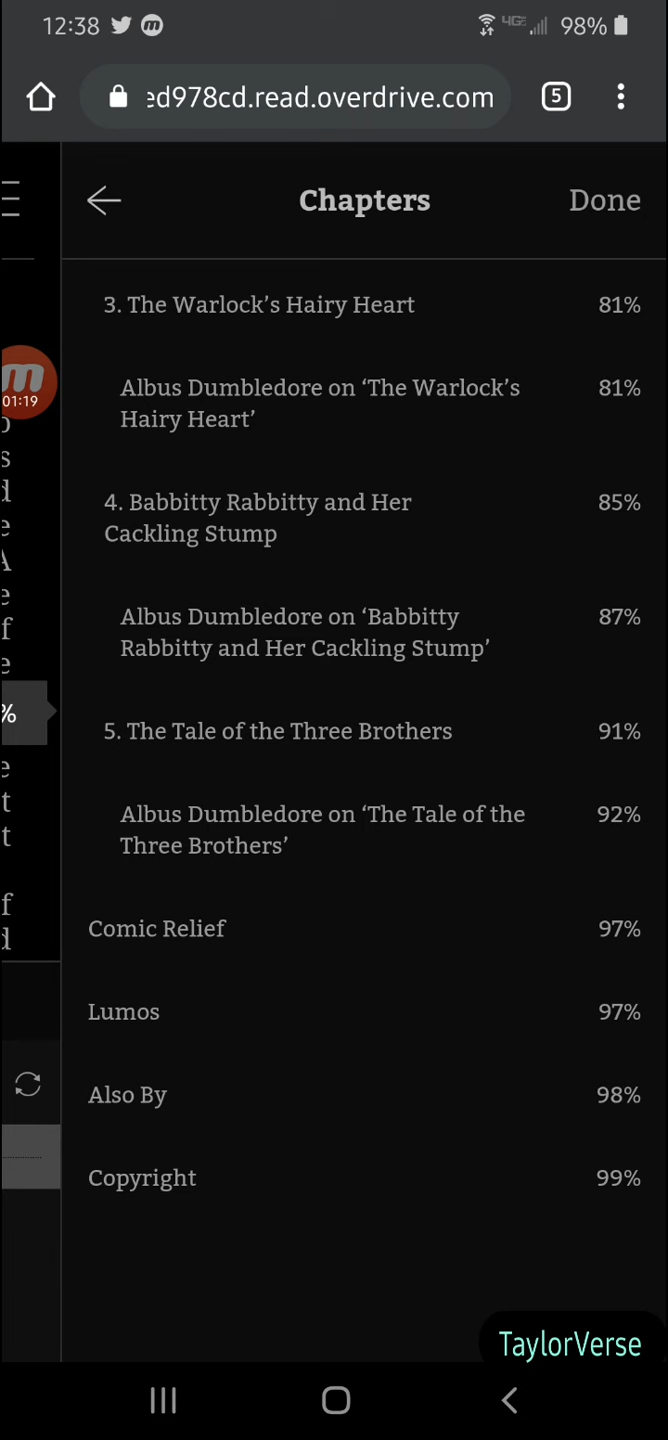 12:38
4GE 98%
ed978cd.read.overdrive.com
5
Chapters
Done
3. The Warlock’s Hairy Heart 81%
Albus Dumbledore on ‘The Warlock’s 81%
Hairy Heart’
4. Babbitty Rabbitty and Her 85%
Cackling Stump
Albus Dumbledore on ‘Babbitty 87%
Rabbitty and Her Cackling Stump’
5. The Tale of the Three Brothers 91%
Albus Dumbledore on ‘The Tale of the 92%
Three Brothers’
Comic Relief 97%
Lumos 97%
Also By 98%
Copyright 99%
m
01:19
s
d
e
A
e
f
e
%
e
t
t
f
d
TaylorVerse